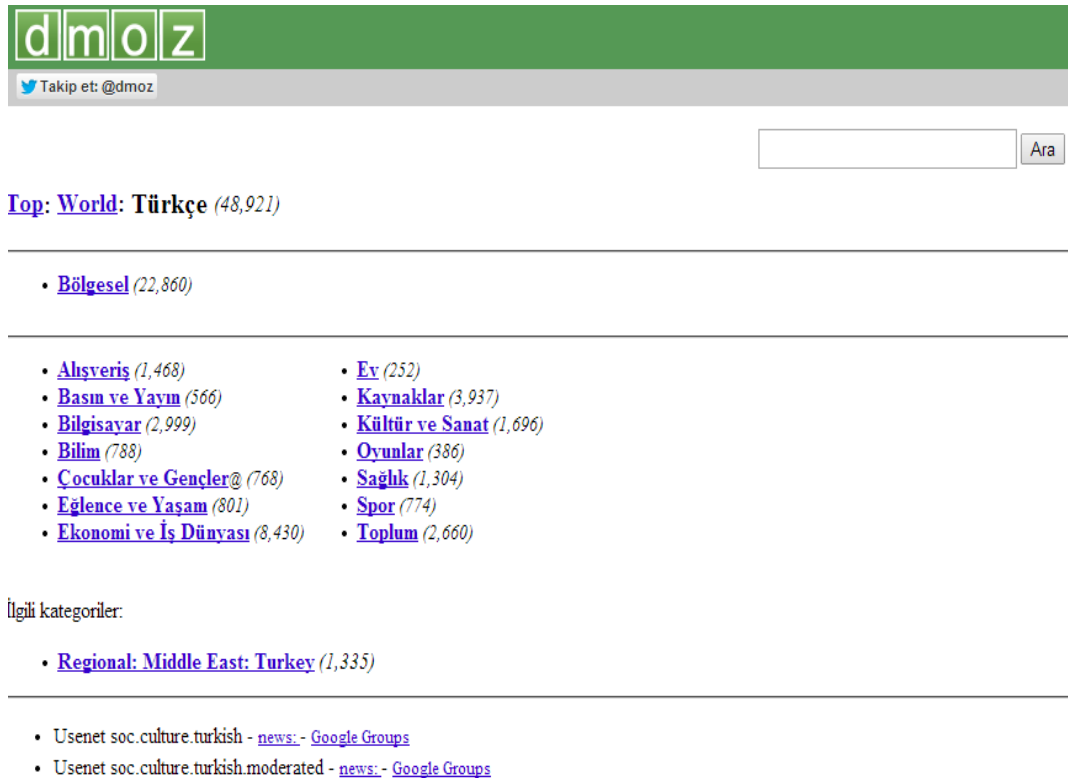 dmoz
Takip et: @dmoz
Ara
Top: World: Türkçe (48,921)
• Bölgesel (22,860)
• Alışveriş (1,468)
• Basın ve Yayın (566)
• Bilgisayar (2,999)
• Bilim (788)
• Çocuklar ve Gençler@ (768)
• Eğlence ve Yaşam (801)
• Ekonomi ve İş Dünyası (8,430)
• Ev (252)
• Kaynaklar (3,937)
• Kültür ve Sanat (1,696)
• Oyunlar (386)
• Sağlık (1,304)
• Spor (774)
• Toplum (2,660)
İlgili kategoriler:
• Regional: Middle East: Turkey (1,335)
• Usenet soc.culture.turkish - news: - Google Groups
• Usenet soc.culture.turkish.moderated - news: - Google Groups